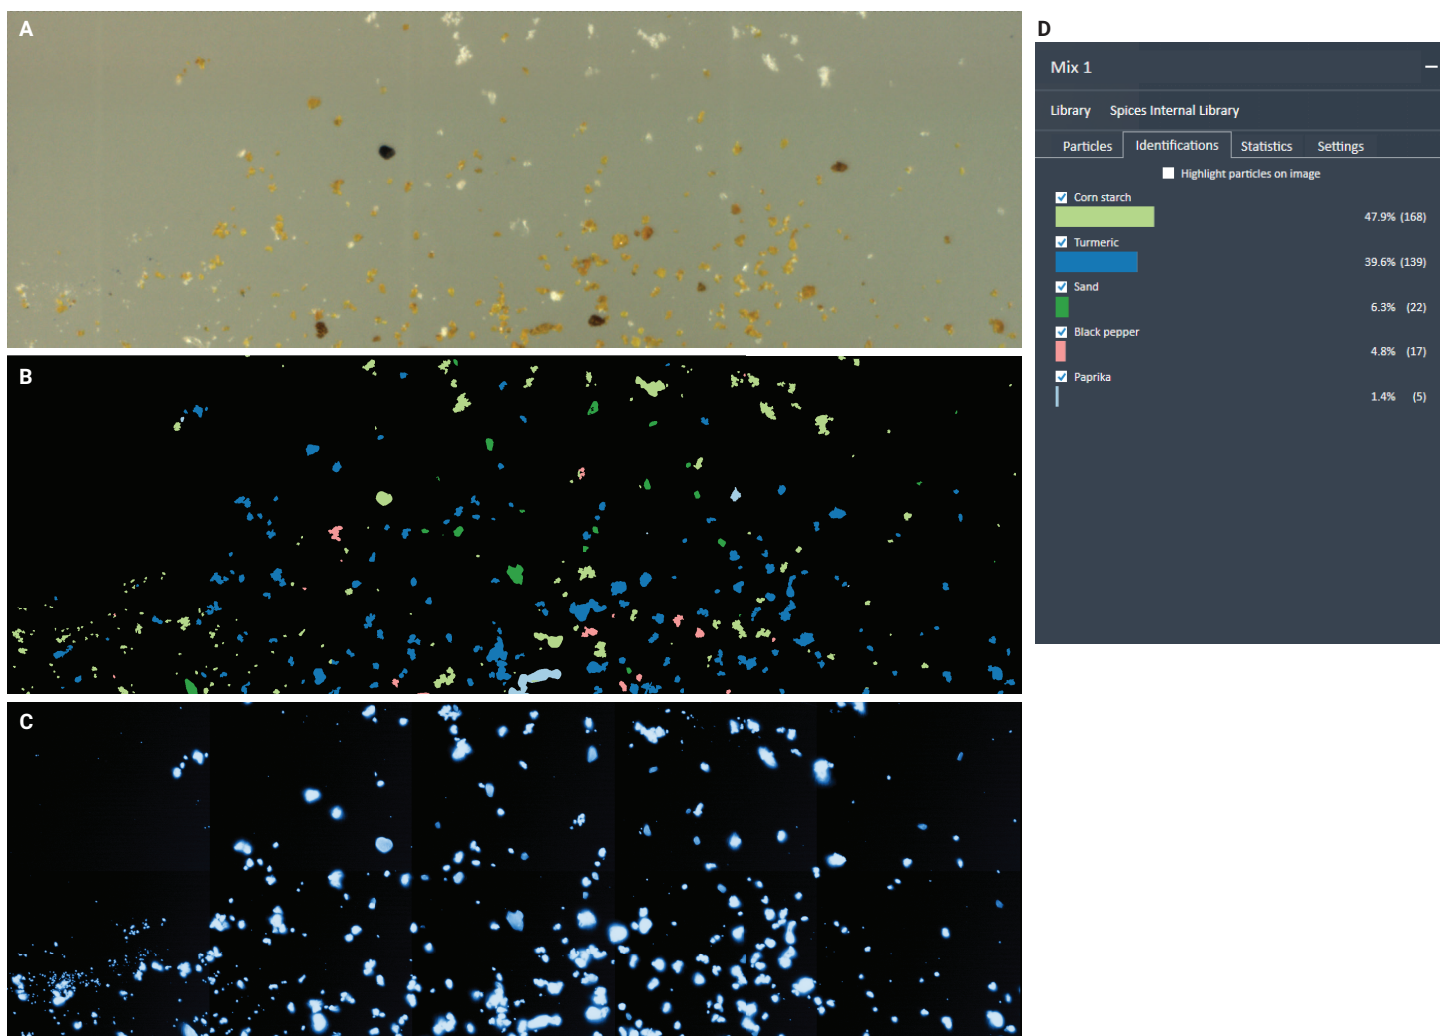 A
B
C
D
Mix 1
Library Spices Internal Library
Particles Identifications Statistics Settings
Highlight particles on image
Corn starch
47.9% (168)
Turmeric
39.6% (139)
Sand
6.3% (22)
Black pepper
4.8% (17)
Paprika
1.4% (5)